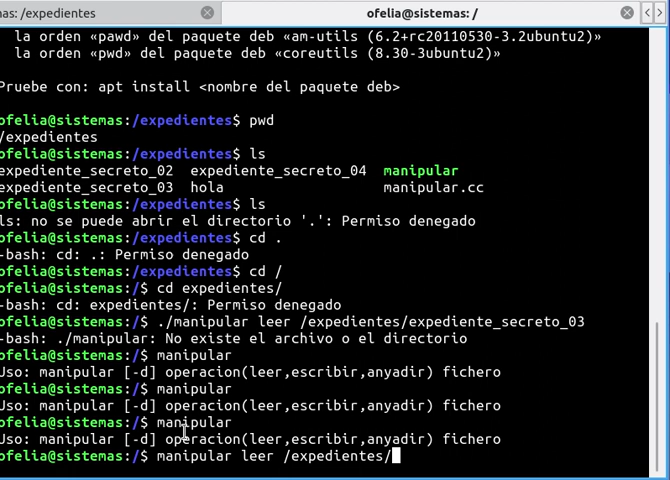 mas: /expedientes
ofelia@sistemas: /
la orden «pawd» del paquete deb «am-utils (6.2+rc20110530-3.2ubuntu2)»
la orden «pwd» del paquete deb «coreutils (8.30-3ubuntu2)»
Pruebe con: apt install <nombre del paquete deb>
ofelia@sistemas:/expedientes$ pwd
/expedientes
ofelia@sistemas:/expedientes$ ls
expediente_secreto_02 expediente_secreto_04 manipular
expediente_secreto_03 hola manipular.cc
ofelia@sistemas:/expedientes$ ls
ls: no se puede abrir el directorio '.': Permiso denegado
ofelia@sistemas:/expedientes$ cd .
-bash: cd: .: Permiso denegado
ofelia@sistemas:/expedientes$ cd /
ofelia@sistemas:/$ cd expedientes/
-bash: cd: expedientes/: Permiso denegado
ofelia@sistemas:/$ ./manipular leer /expedientes/expediente_secreto_03
-bash: ./manipular: No existe el archivo o el directorio
ofelia@sistemas:/$ manipular
Uso: manipular [-d] operacion(leer,escribir,anyadir) fichero
ofelia@sistemas:/$ manipular
Uso: manipular [-d] operacion(leer,escribir,anyadir) fichero
ofelia@sistemas:/$ manipular
Uso: manipular [-d] operacion(leer,escribir,anyadir) fichero
ofelia@sistemas:/$ manipular leer /expedientes/